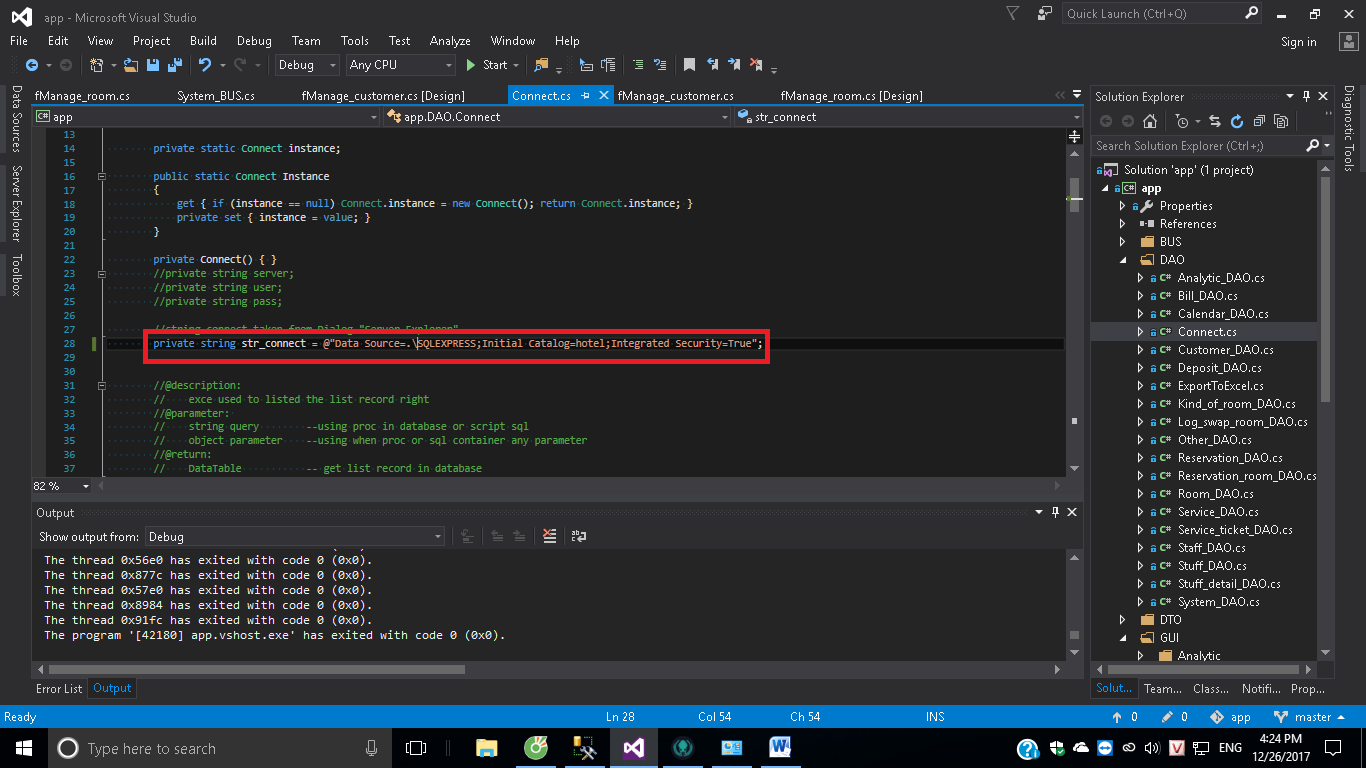 app - Microsoft Visual Studio
Quick Launch (Ctrl+Q)
File Edit View Project Build Debug Team Tools Test Analyze Window Help
Sign in
Debug Any CPU Start
fManage_room.cs System_BUS.cs fManage_customer.cs [Design] Connect.cs fManage_customer.cs fManage_room.cs [Design]
app app.DAO.Connect str_connect
13
14 private static Connect instance;
15
16 public static Connect Instance
17 {
18 get { if (instance == null) Connect.instance = new Connect(); return Connect.instance; }
19 private set { instance = value; }
20 }
21
22 private Connect() { }
23 //private string server;
24 //private string user;
25 //private string pass;
26
27 //string connect taken from Dialog "Server Explorer"
28 private string str_connect = @"Data Source=.\SQLEXPRESS;Initial Catalog=hotel;Integrated Security=True";
29
30
31 //@description:
32 // exce used to listed the list record right
33 //@parameter:
34 // string query --using proc in database or script sql
35 // object parameter --using when proc or sql container any parameter
36 //@return:
37 // DataTable -- get list record in database
82 %
Output
Show output from: Debug
The thread 0x56e0 has exited with code 0 (0x0).
The thread 0x877c has exited with code 0 (0x0).
The thread 0x57e0 has exited with code 0 (0x0).
The thread 0x8984 has exited with code 0 (0x0).
The thread 0x91fc has exited with code 0 (0x0).
The program '[42180] app.vshost.exe' has exited with code 0 (0x0).
Error List Output
Data Sources
Server Explorer
Toolbox
Solution Explorer
Search Solution Explorer (Ctrl+;)
Solution 'app' (1 project)
app
Properties
References
BUS
DAO
Analytic_DAO.cs
Bill_DAO.cs
Calendar_DAO.cs
Connect.cs
Customer_DAO.cs
Deposit_DAO.cs
ExportToExcel.cs
Kind_of_room_DAO.cs
Log_swap_room_DAO.cs
Other_DAO.cs
Reservation_DAO.cs
Reservation_room_DAO.cs
Room_DAO.cs
Service_DAO.cs
Service_ticket_DAO.cs
Staff_DAO.cs
Stuff_DAO.cs
Stuff_detail_DAO.cs
System_DAO.cs
DTO
GUI
Analytic
Solut... Team... Class... Notifi... Prop...
Diagnostic Tools
Ready Ln 28 Col 54 Ch 54 INS 0 0 app master
Type here to search
ENG
4:24 PM
12/26/2017